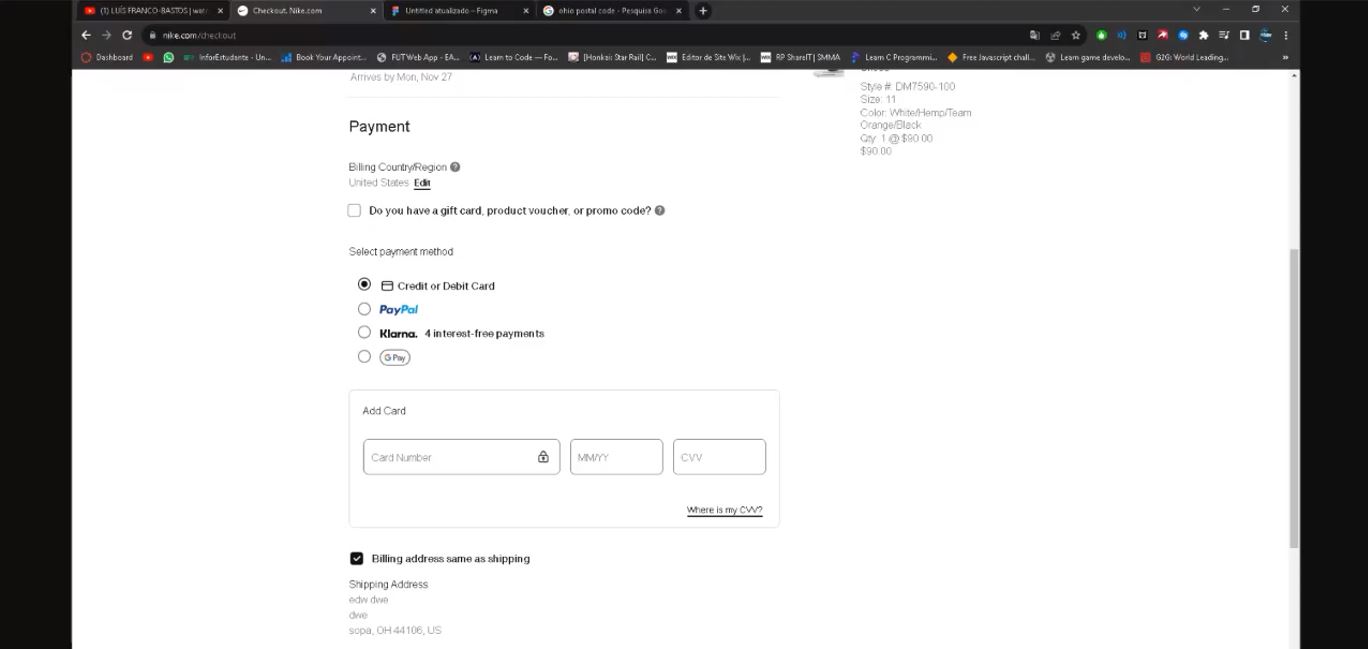 (1) LUÍS FRANCO-BASTOS | wat
Checkout. Nike.com
Untitled atualizado – Figma
ohio postal code - Pesquisa Goo
nike.com/checkout
Dashboard
InforEstudante - Un...
Book Your Appoint...
FUT Web App - EA...
Learn to Code — Fo...
[Honkai: Star Rail] C...
Editor de Site Wix |...
RP ShareIT | SMMA
Learn C Programmi...
Free Javascript chall...
Learn game develo...
G2G: World Leading...
»
Arrives by Mon, Nov 27
Style #: DM7590-100
Size: 11
Color: White/Hemp/Team
Orange/Black
Qty: 1 @ $90.00
$90.00
Payment
Billing Country/Region ?
United States Edit
Do you have a gift card, product voucher, or promo code? ?
Select payment method
Credit or Debit Card
PayPal
Klarna. 4 interest-free payments
G Pay
Add Card
Card Number
MM/YY
CVV
Where is my CVV?
Billing address same as shipping
Shipping Address
edw dwe
dwe
sopa, OH 44106, US